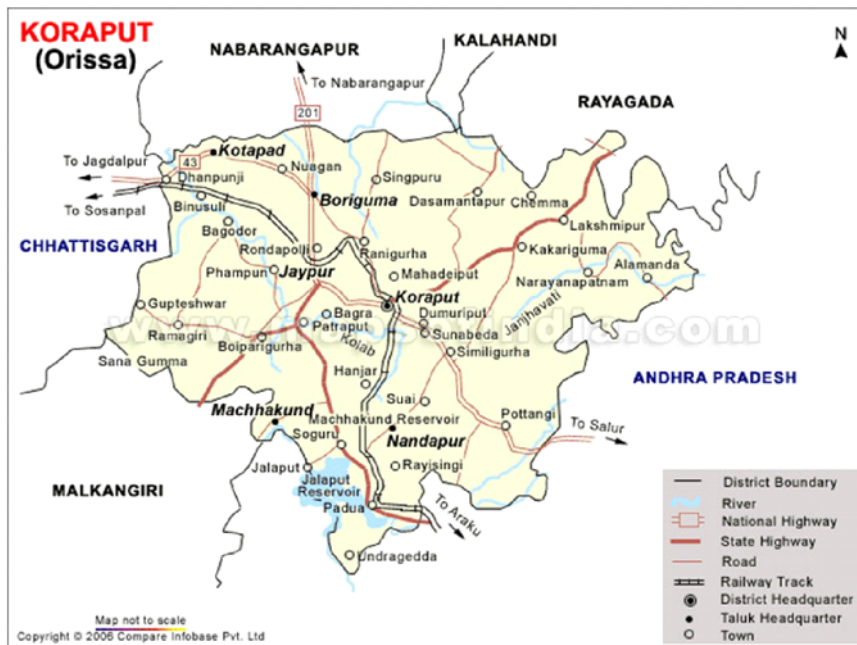 KORAPUT
(Orissa)
NABARANGAPUR
KALAHANDI
N
To Nabarangapur
RAYAGADA
201
43
Kotapad
To Jagdalpur
Dhanpunji
Nuagan
Singpuru
To Sosanpal
Binusuli
Boriguma
Dasamantapur
Chemma
CHHATTISGARH
Bagodor
Lakshmipur
Rondapolli
Ranigurha
Kakariguma
Phampun
Jaypur
Mahadeiput
Narayanapatnam
Alamanda
Gupteshwar
Koraput
Janjhavati
Bagra
Dumuriput
Ramagiri
Patraput
Sunabeda
Boiparigurha
Kolab
Similigurha
Sana Gumma
Hanjar
ANDHRA PRADESH
Suai
Machhakund
Machhakund Reservoir
Pottangi
To Salur
Soguru
Nandapur
Jalaput
Rayisingi
MALKANGIRI
Jalaput
Reservoir
Padua
To Araku
Undragedda
District Boundary
River
National Highway
State Highway
Road
Railway Track
District Headquarter
Taluk Headquarter
Town
Map not to scale
Copyright © 2006 Compare Infobase Pvt. Ltd